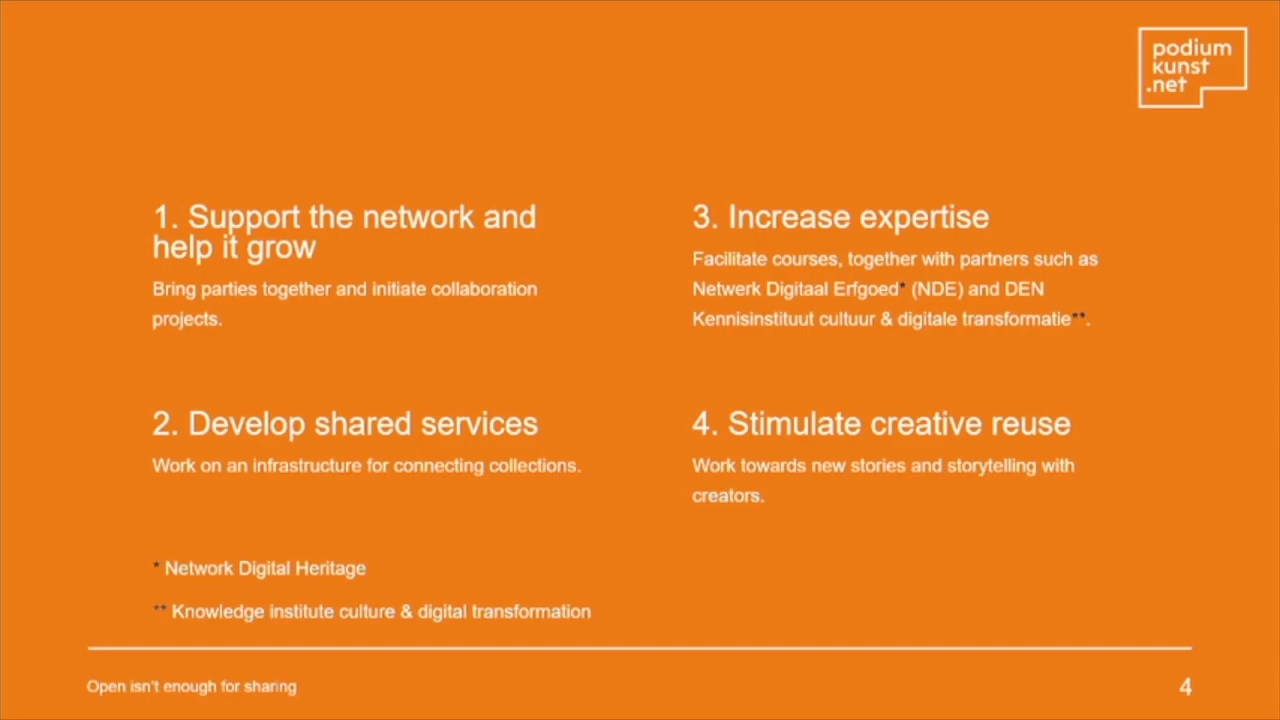 podium
kunst
.net
1. Support the network and
help it grow
Bring parties together and initiate collaboration
projects.
2. Develop shared services
Work on an infrastructure for connecting collections.
3. Increase expertise
Facilitate courses, together with partners such as
Netwerk Digitaal Erfgoed* (NDE) and DEN
Kennisinstituut cultuur & digitale transformatie**.
4. Stimulate creative reuse
Work towards new stories and storytelling with
creators.
* Network Digital Heritage
** Knowledge institute culture & digital transformation
Open isn't enough for sharing
4